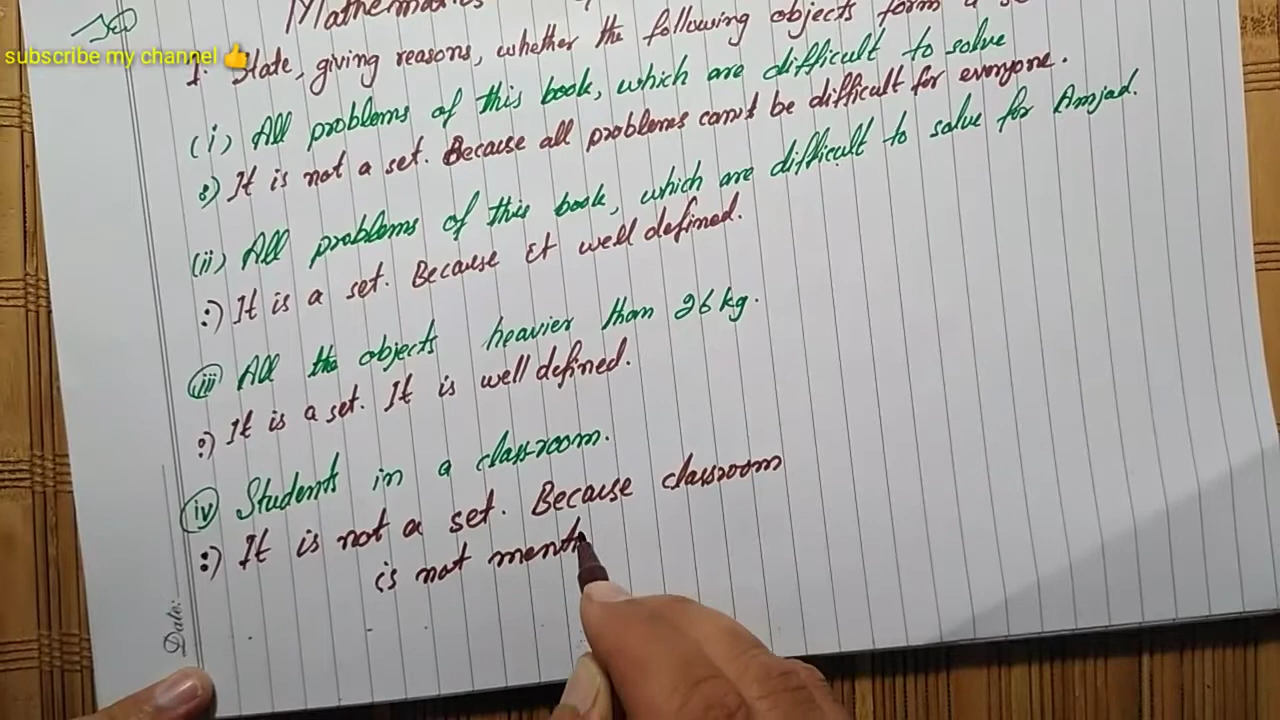 Mathematics
subscribe my channel 👍
1. State, giving reasons, whether the following objects form a
(i) All problems of this book, which are difficult to solve
:) It is not a set. Because all problems can't be difficult for everyone.
(ii) All problems of this book, which are difficult to solve for Amjad.
:) It is a set. Because it well defined.
(iii) All the objects heavier than 26 kg.
:) It is a set. It is well defined.
(iv) Students in a classroom.
:) It is not a set. Because classroom
is not ment
Date: